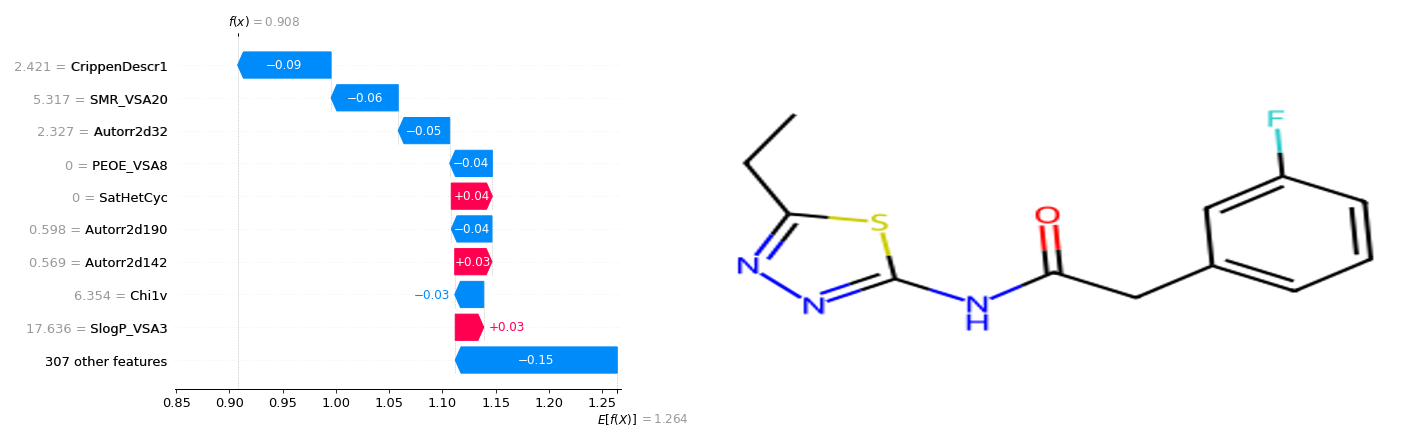 f(x) = 0.908
2.421 = CrippenDescr1
−0.09
5.317 = SMR_VSA20
−0.06
2.327 = Autorr2d32
−0.05
0 = PEOE_VSA8
−0.04
0 = SatHetCyc
+0.04
0.598 = Autorr2d190
−0.04
0.569 = Autorr2d142
+0.03
6.354 = Chi1v
−0.03
17.636 = SlogP_VSA3
+0.03
307 other features
−0.15
0.85 0.90 0.95 1.00 1.05 1.10 1.15 1.20 1.25
E[f(X)] = 1.264
F
O
S
N
N
N
H